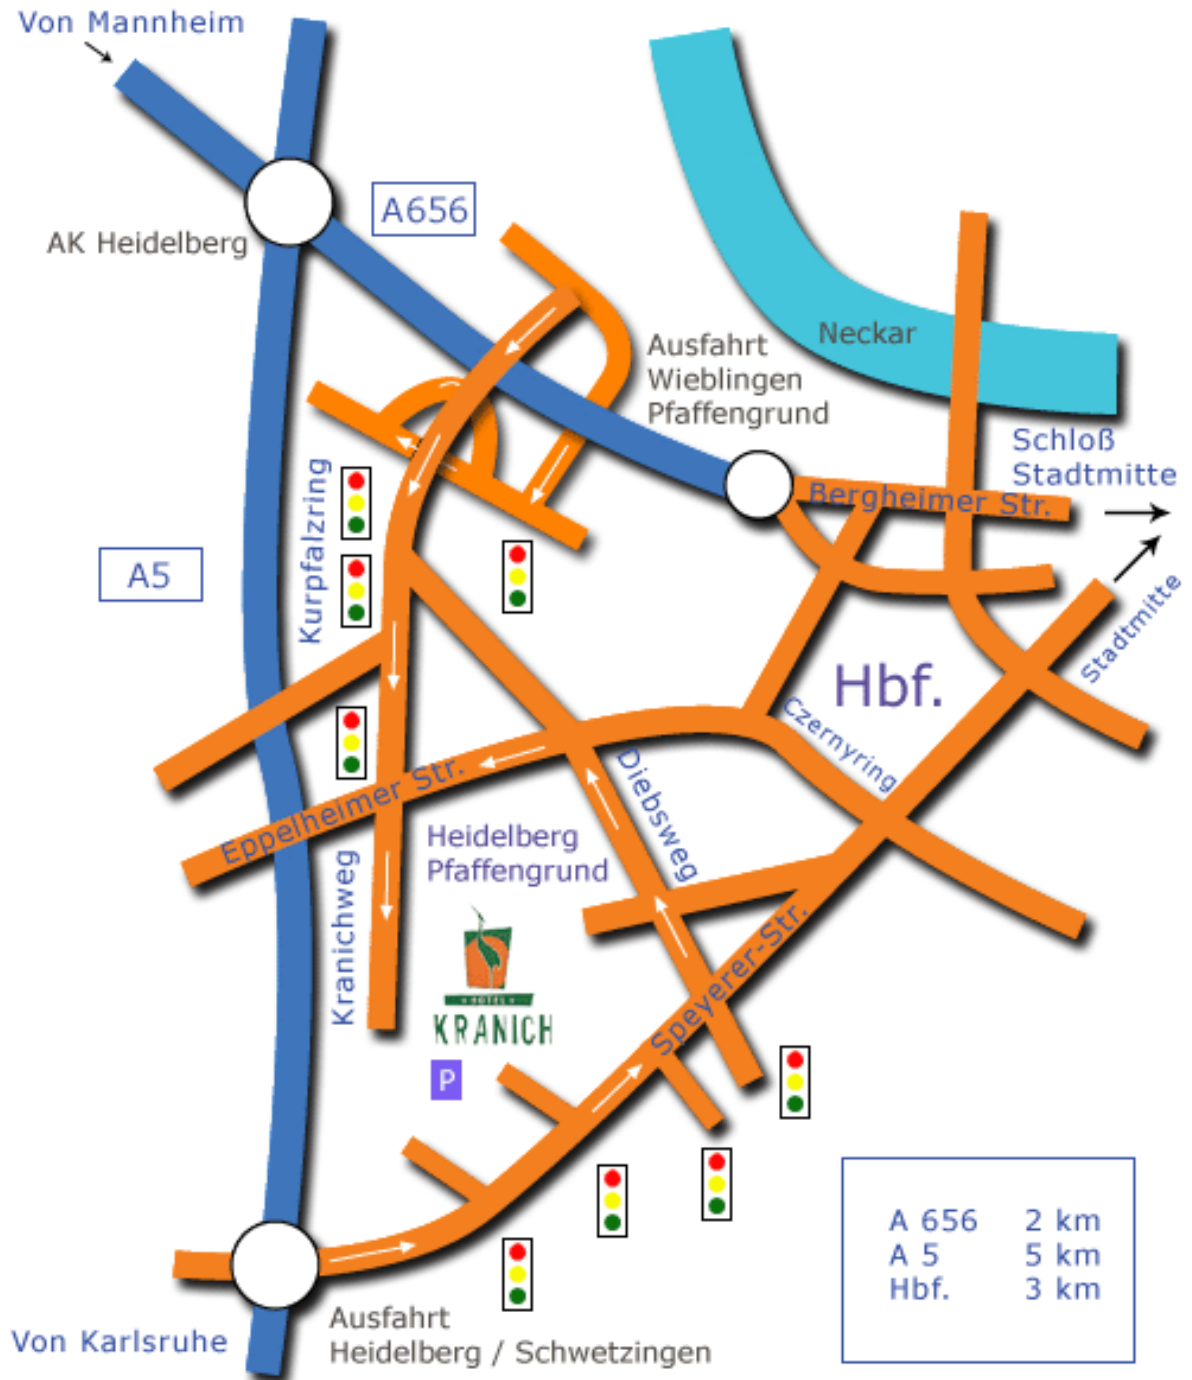 Von Mannheim
A656
AK Heidelberg
Ausfahrt
Wieblingen
Pfaffengrund
Neckar
Schloß
Stadtmitte
Bergheimer Str.
Kurpfalzring
A5
Stadtmitte
Hbf.
Czernyring
Diebsweg
Eppelheimer Str.
Heidelberg
Pfaffengrund
Kranichweg
Speyerer-Str.
HOTEL
KRANICH
P
A 656 2 km
A 5 5 km
Hbf. 3 km
Ausfahrt
Heidelberg / Schwetzingen
Von Karlsruhe